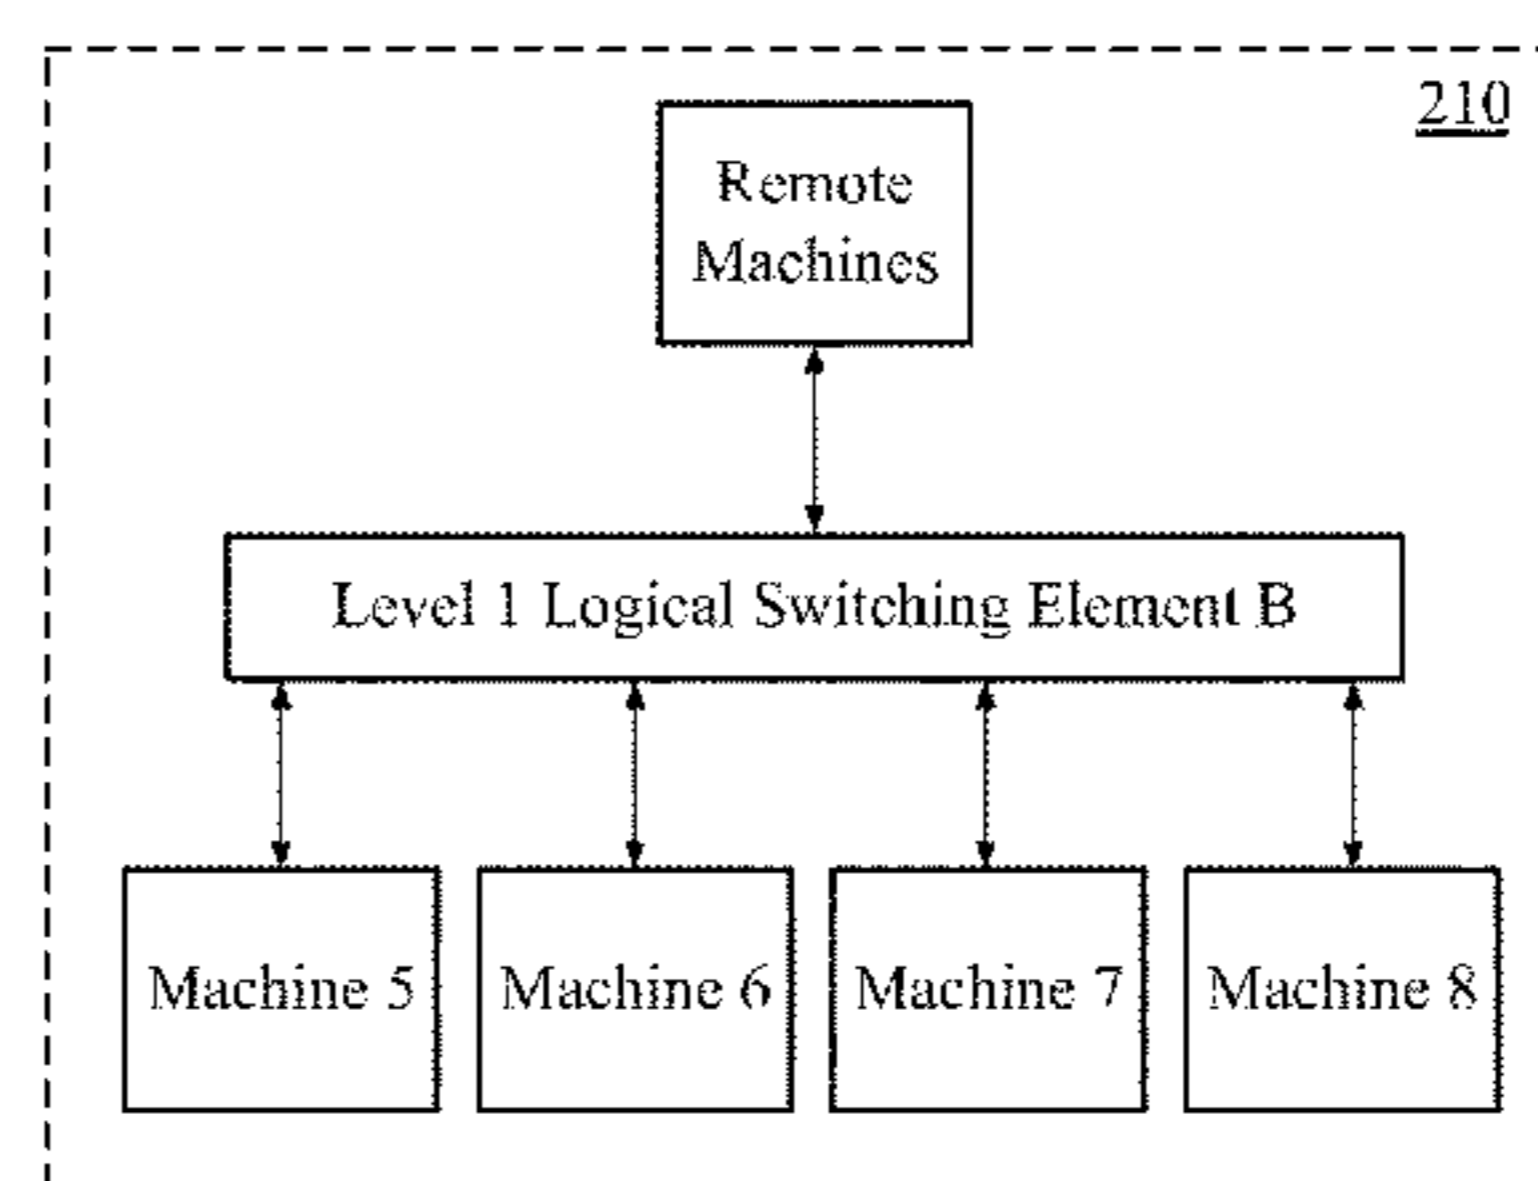 210
Remote
Machines
Level 1 Logical Switching Element B
Machine 5
Machine 6
Machine 7
Machine 8